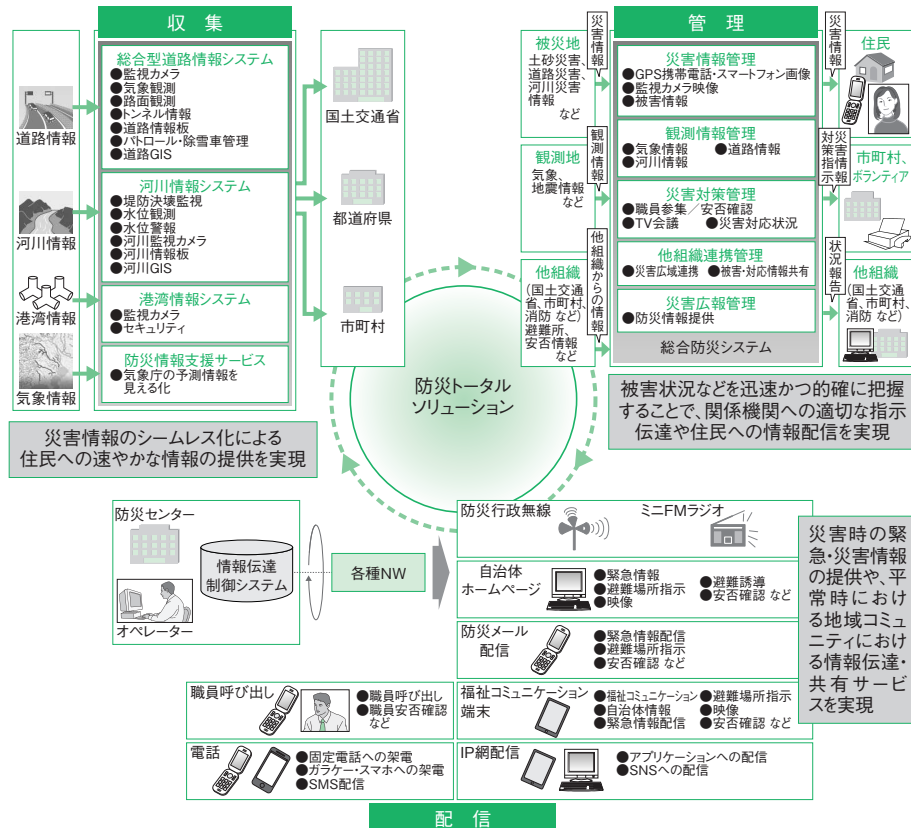 収集
総合型道路情報システム
●監視カメラ
●気象観測
●路面観測
●トンネル情報
●道路情報板
●パトロール・除雪車管理
●道路GIS
河川情報システム
●堤防決壊監視
●水位観測
●水位警報
●河川監視カメラ
●河川情報板
●河川GIS
港湾情報システム
●監視カメラ
●セキュリティ
防災情報支援サービス
●気象庁の予測情報を
見える化
道路情報
河川情報
港湾情報
気象情報
国土交通省
都道府県
市町村
災害情報のシームレス化による
住民への速やかな情報の提供を実現
管理
被災地
土砂災害、
道路災害、
河川災害
情報
など
観測地
気象、
地震情報
など
他組織
(国土交通
省、市町村、
消防 など)
避難所、
安否情報
など
災害情報
観測情報
他組織からの情報
災害情報管理
●GPS携帯電話・スマートフォン画像
●監視カメラ映像
●被害情報
観測情報管理
●気象情報 ●道路情報
●河川情報
災害対策管理
●職員参集/安否確認
●TV会議 ●災害対応状況
他組織連携管理
●災害広域連携 ●被害・対応情報共有
災害広報管理
●防災情報提供
総合防災システム
災害情報
災害情報
対策指示
状況報告
住民
市町村、
ボランティア
他組織
(国土交通
省、市町村、
消防 など)
被害状況などを迅速かつ的確に把握
することで、関係機関への適切な指示
伝達や住民への情報配信を実現
防災トータル
ソリューション
防災センター
情報伝達
制御システム
オペレーター
各種NW
防災行政無線
ミニFMラジオ
自治体
ホームページ
●緊急情報 ●避難誘導
●避難場所指示 ●安否確認 など
●映像
防災メール
配信
●緊急情報配信
●避難場所指示
●安否確認 など
職員呼び出し
●職員呼び出し
●職員安否確認
など
福祉コミュニケーション
端末
●福祉コミュニケーション ●避難場所指示
●自治体情報 ●映像
●緊急情報配信 ●安否確認 など
電話
●固定電話への架電
●ガラケー・スマホへの架電
●SMS配信
IP網配信
●アプリケーションへの配信
●SNSへの配信
災害時の緊
急・災害情報
の提供や、平
常時におけ
る地域コミュ
ニティにおけ
る情報伝達・
共有サービ
スを実現
配信